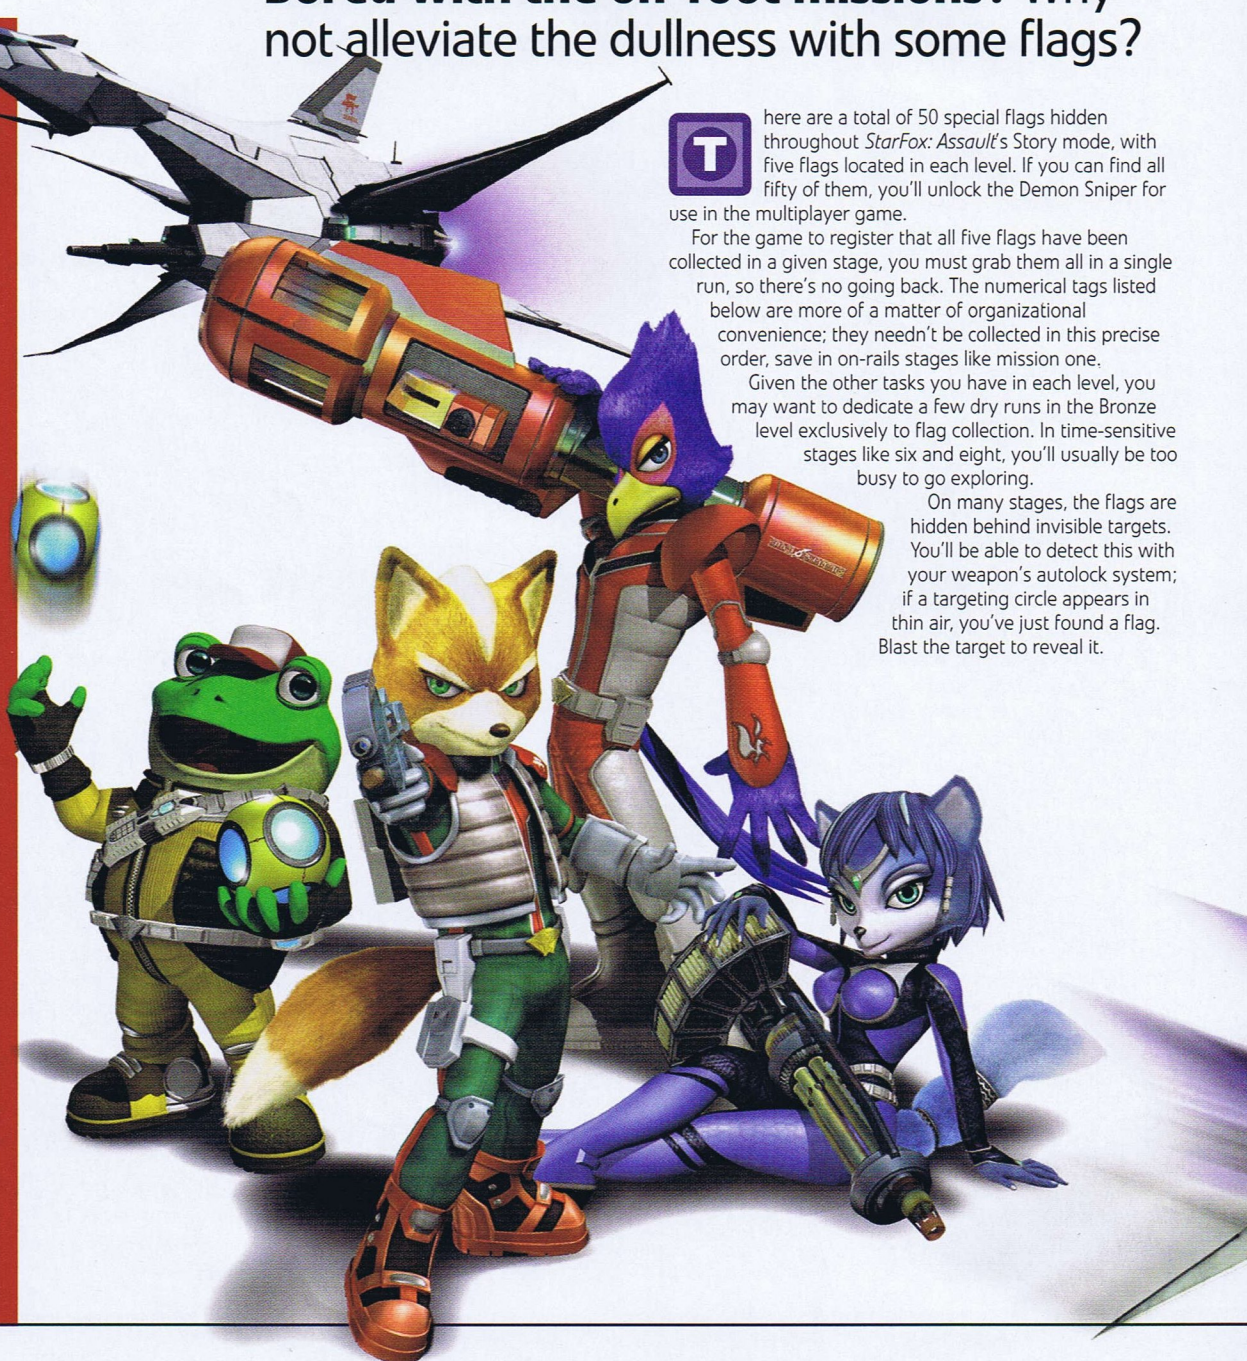 Bored with the on-foot missions? Why
not alleviate the dullness with some flags?
There are a total of 50 special flags hidden
throughout StarFox: Assault's Story mode, with
five flags located in each level. If you can find all
fifty of them, you'll unlock the Demon Sniper for
use in the multiplayer game.
For the game to register that all five flags have been
collected in a given stage, you must grab them all in a single
run, so there's no going back. The numerical tags listed
below are more of a matter of organizational
convenience; they needn't be collected in this precise
order, save in on-rails stages like mission one.
Given the other tasks you have in each level, you
may want to dedicate a few dry runs in the Bronze
level exclusively to flag collection. In time-sensitive
stages like six and eight, you'll usually be too
busy to go exploring.
On many stages, the flags are
hidden behind invisible targets.
You'll be able to detect this with
your weapon's autolock system;
if a targeting circle appears in
thin air, you've just found a flag.
Blast the target to reveal it.